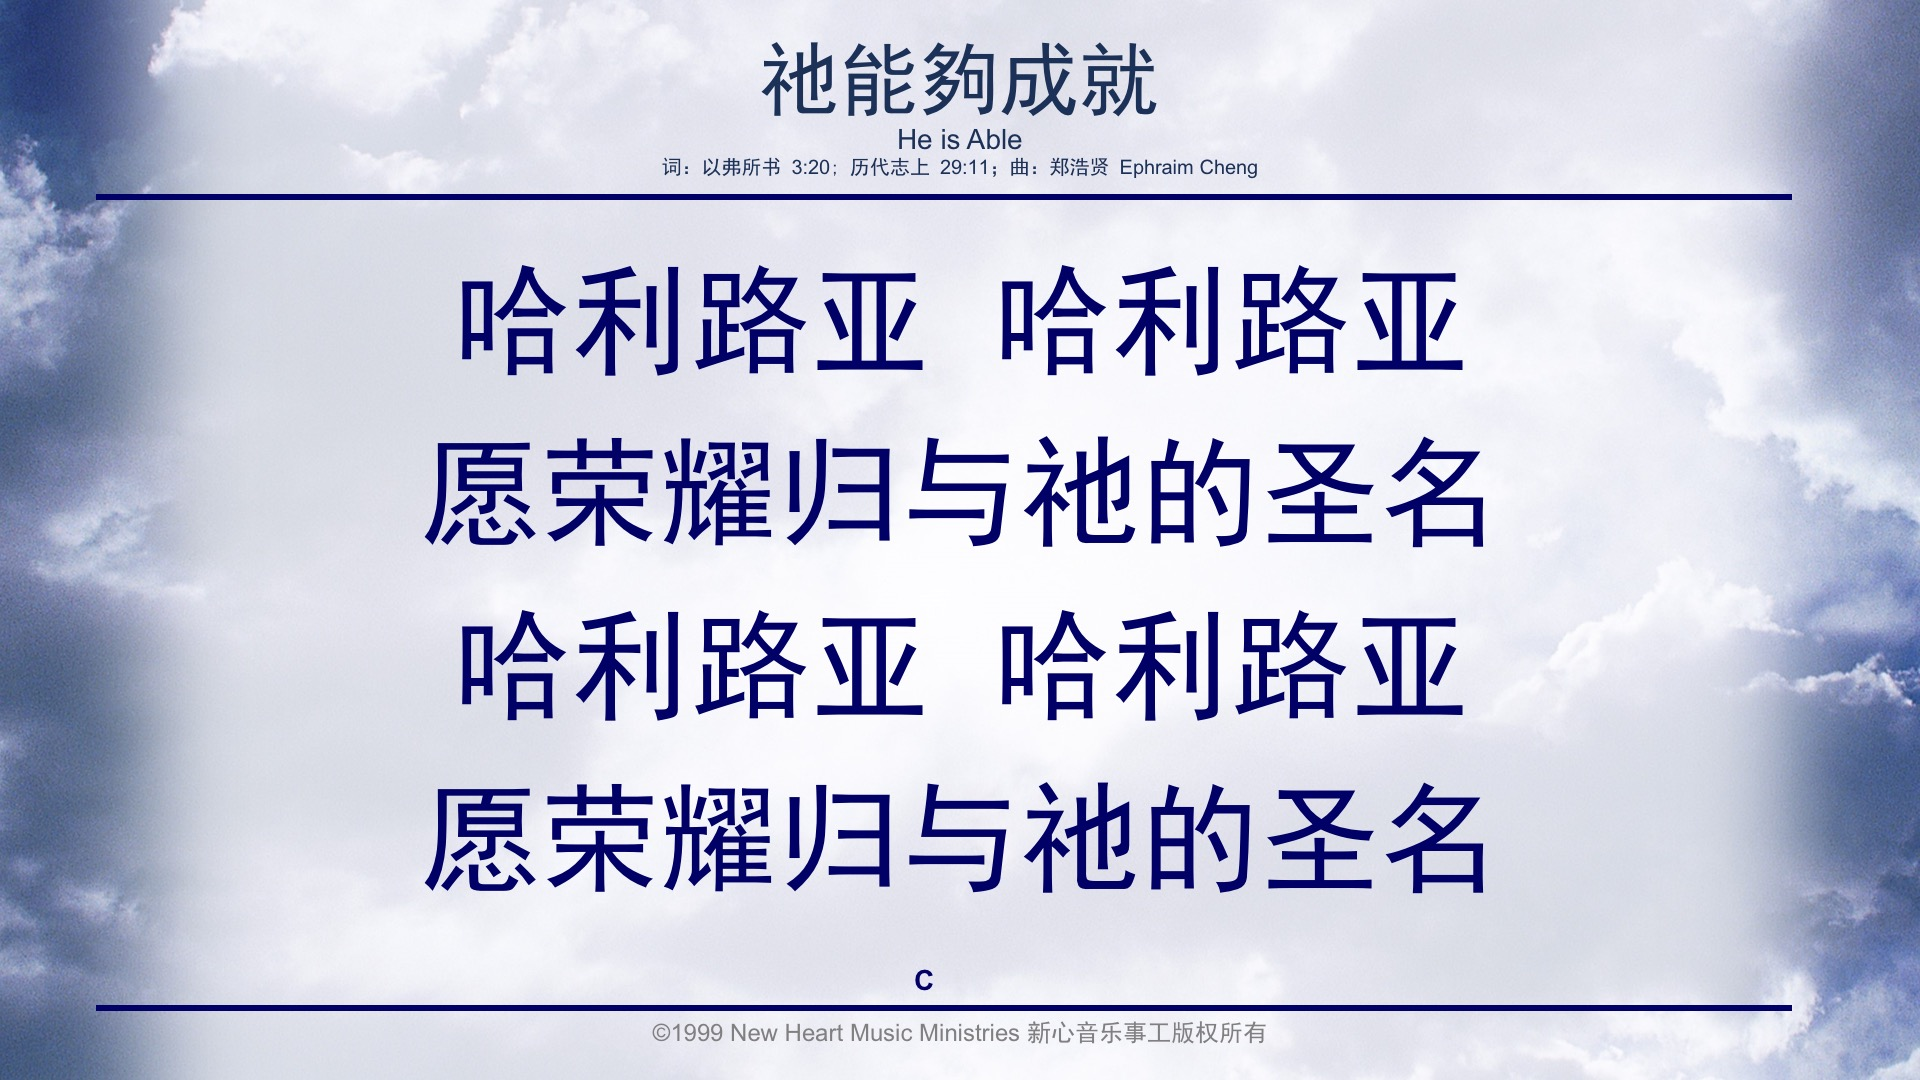 祂能夠成就
He is Able
词：以弗所书 3:20；历代志上 29:11；曲：郑浩贤 Ephraim Cheng
哈利路亚 哈利路亚
愿荣耀归与祂的圣名
哈利路亚 哈利路亚
愿荣耀归与祂的圣名
C
©1999 New Heart Music Ministries 新心音乐事工版权所有